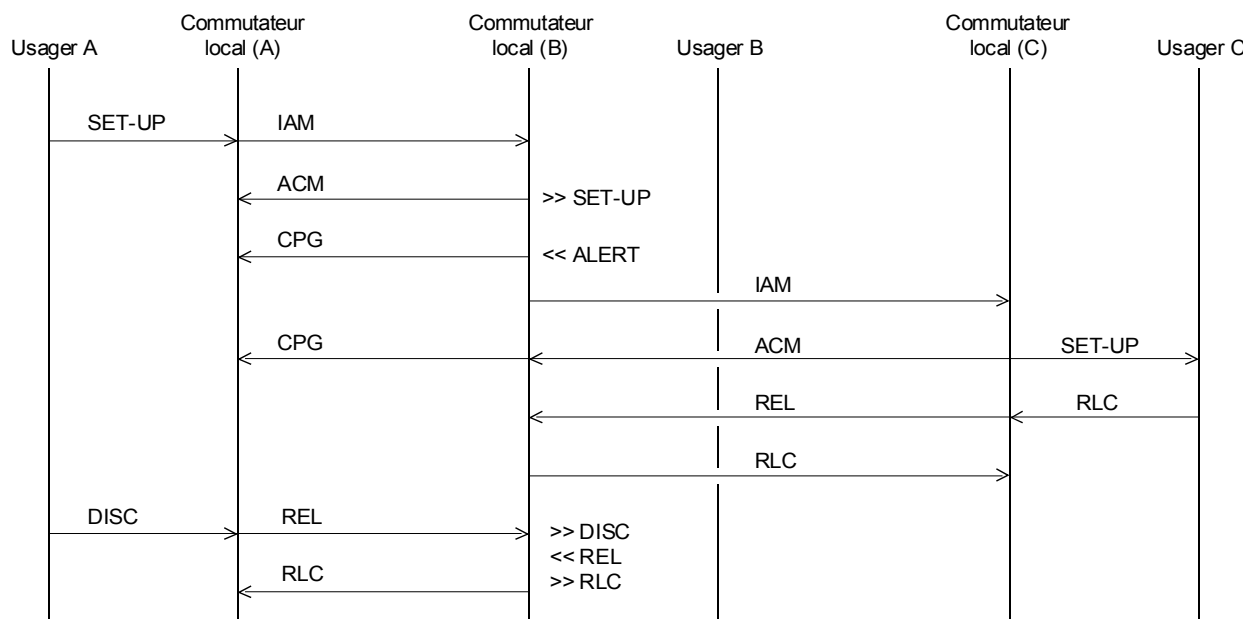 Usager A
Commutateur
local (A)
Commutateur
local (B)
Usager B
Commutateur
local (C)
Usager C
SET-UP
IAM
ACM
>> SET-UP
CPG
<< ALERT
IAM
CPG
ACM
SET-UP
REL
RLC
RLC
DISC
REL
>> DISC
<< REL
RLC
>> RLC